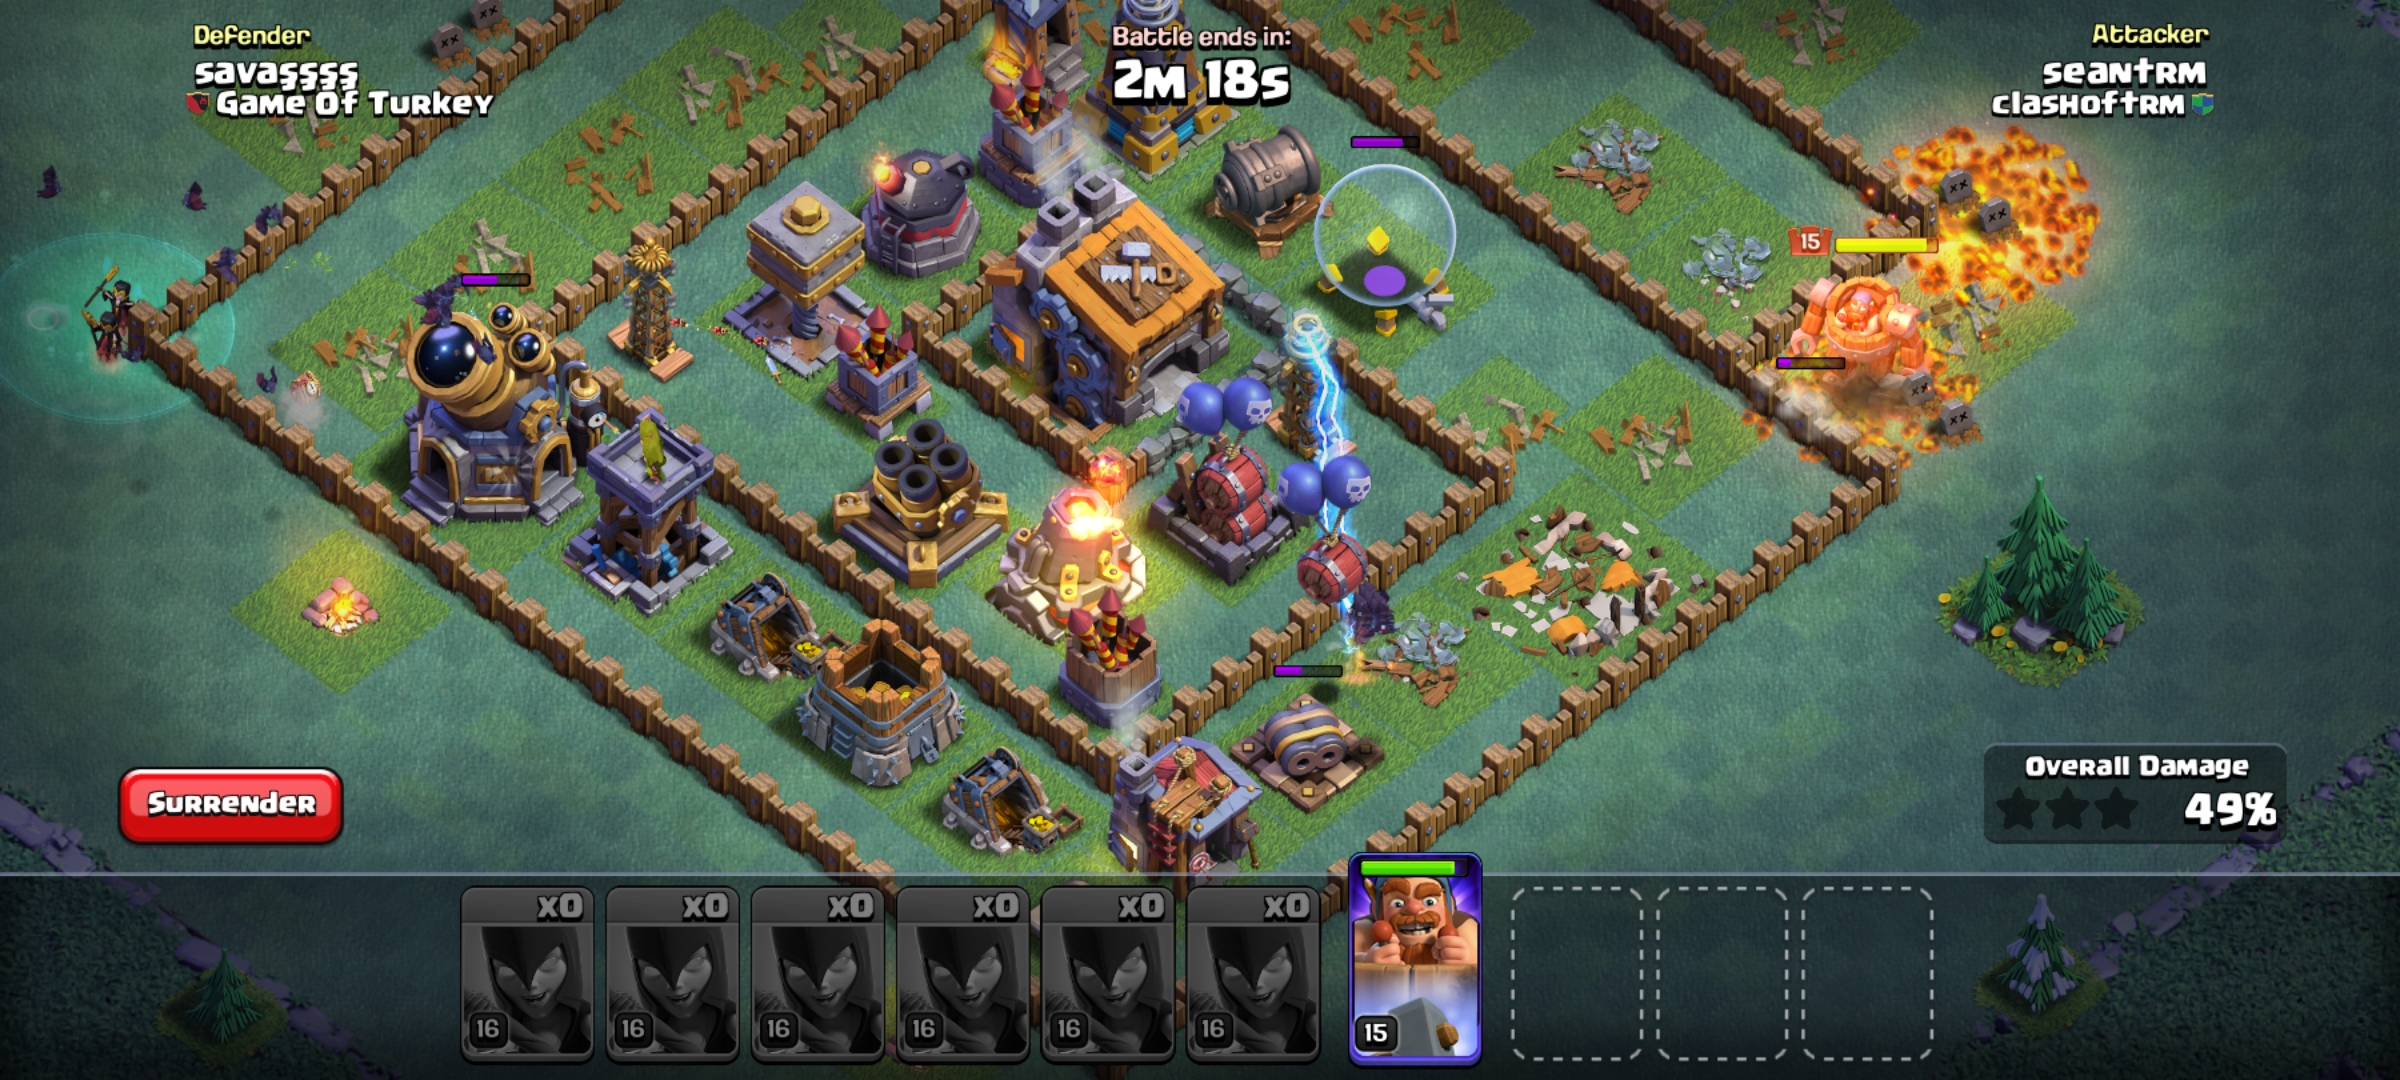 Defender
savaşşşş
Game Of Turkey
Battle ends in:
2M 18s
Attacker
seantRM
clashoftRM
15
Surrender
Overall Damage
49%
x0
x0
x0
x0
x0
x0
16
16
16
16
16
16
15